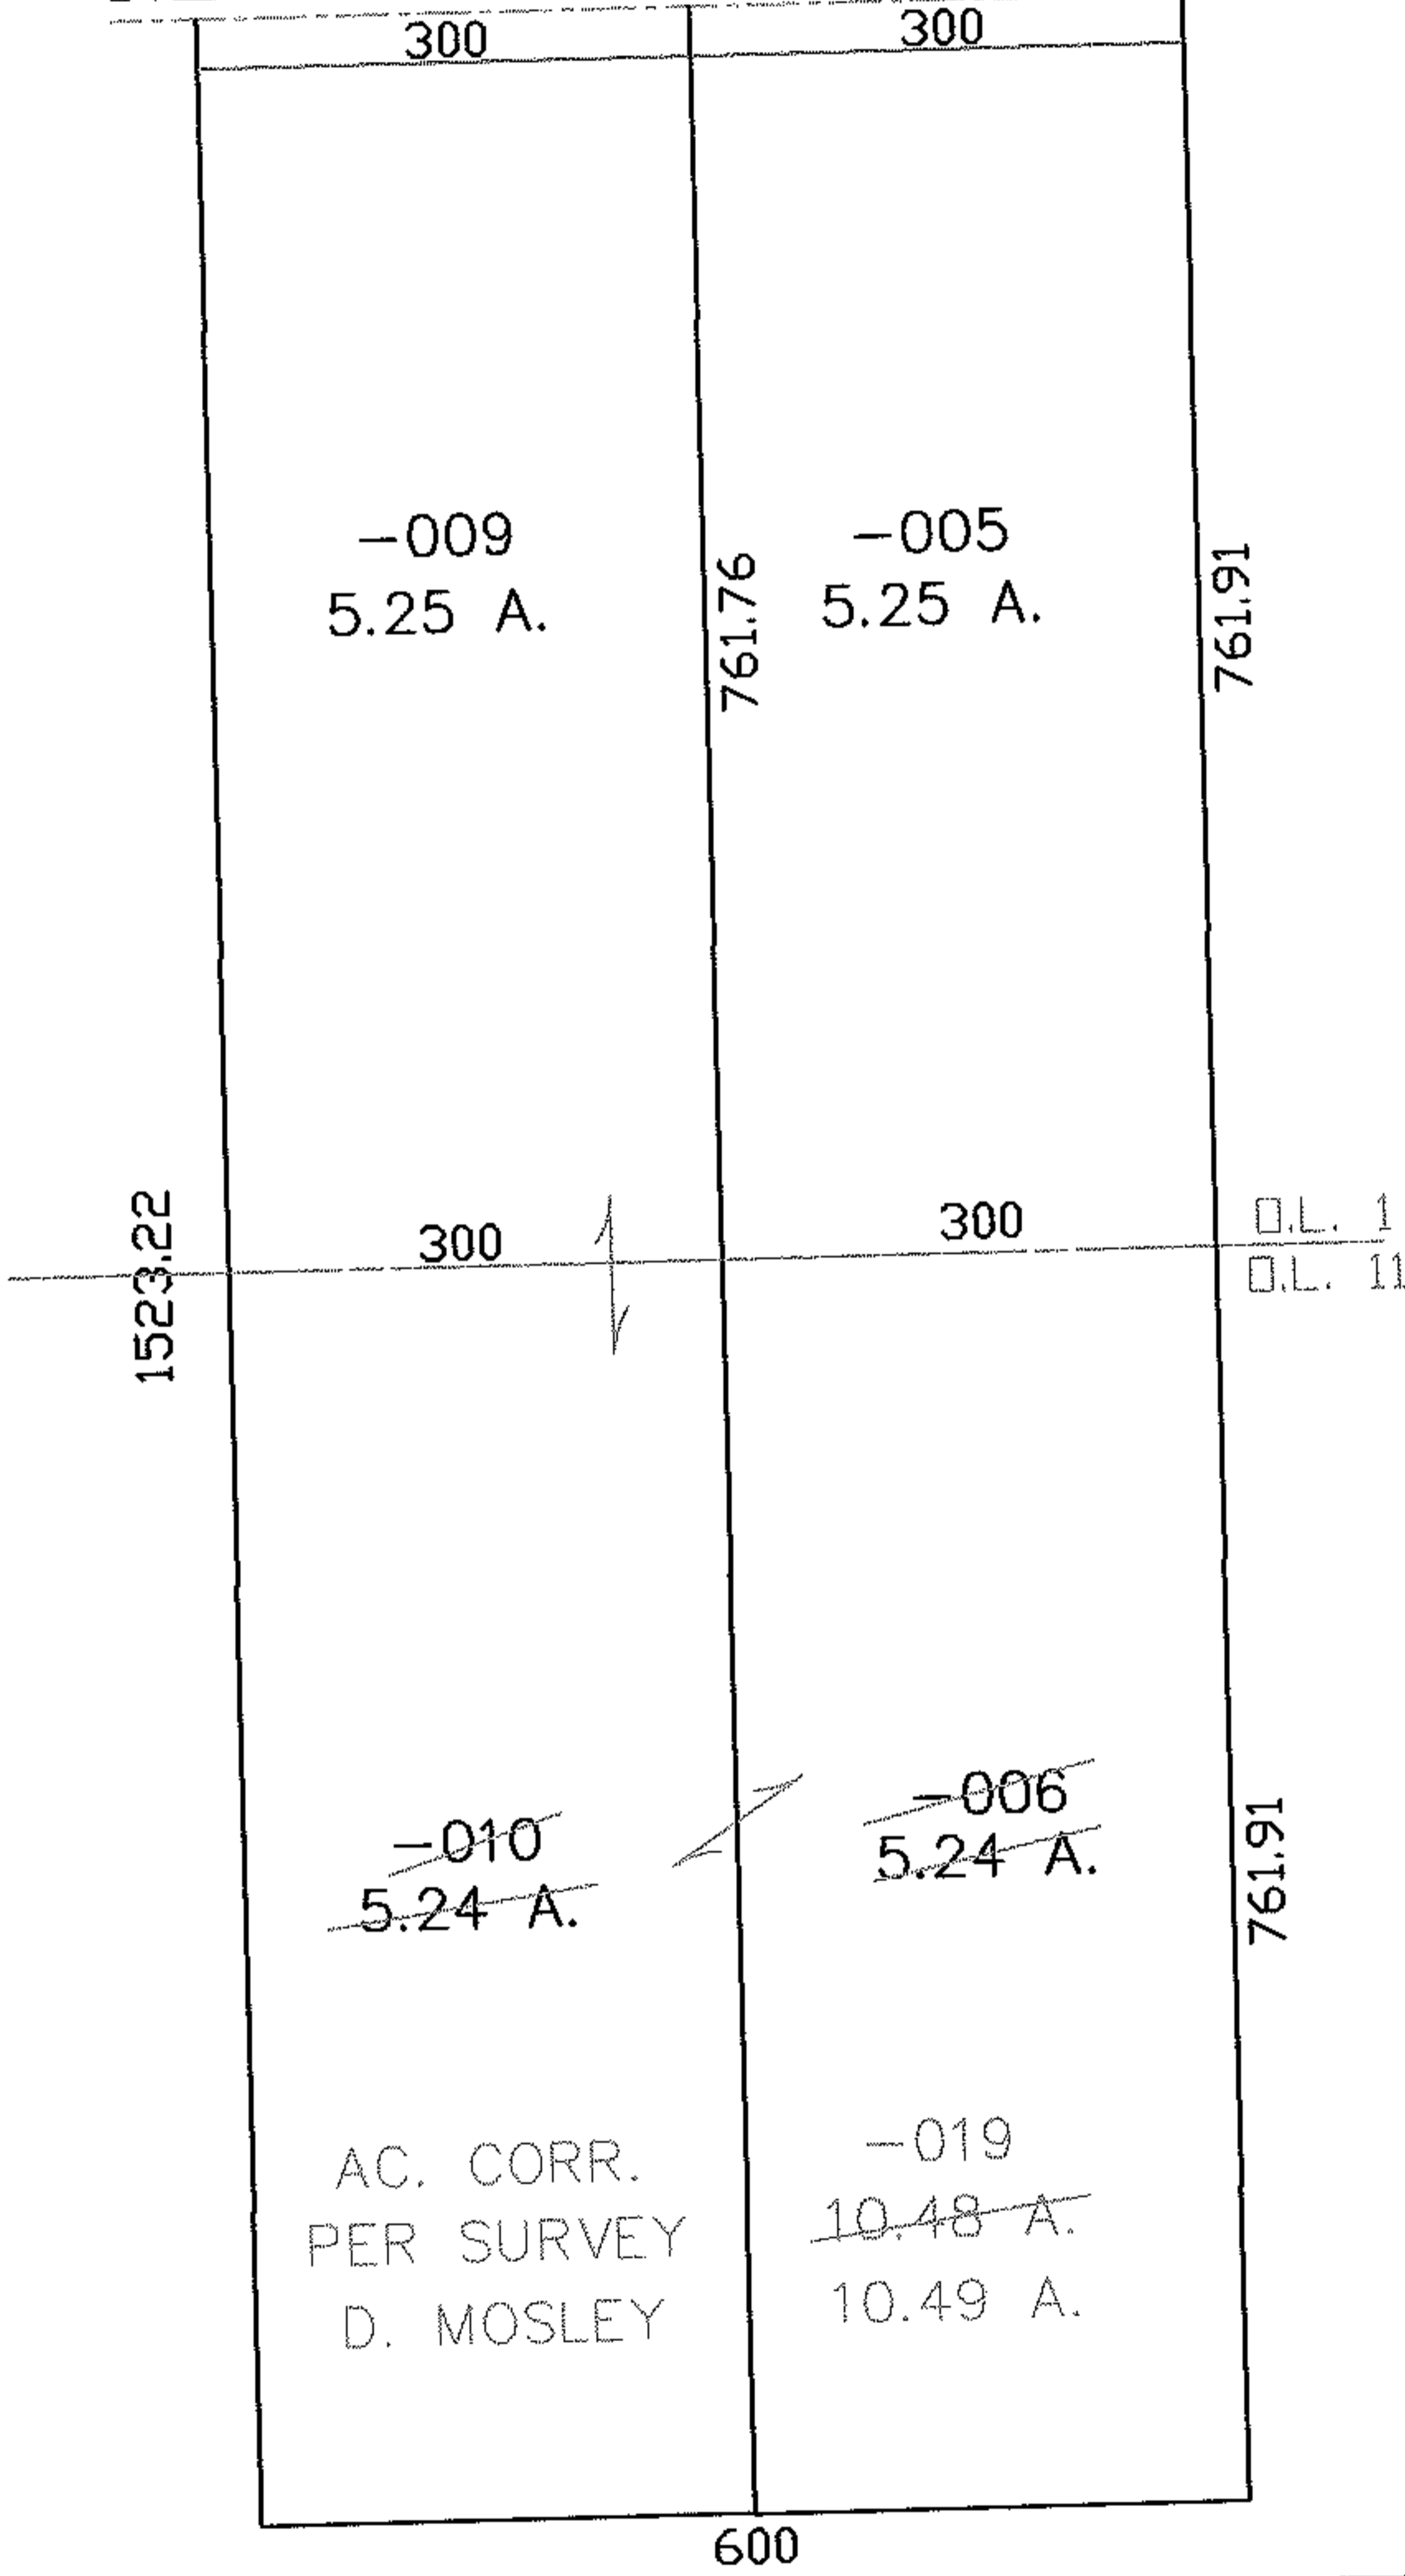 300
300
-009
5.25 A.
761.76
-005
5.25 A.
761.91
1523.22
300
300
O.L. 1
O.L. 11
-010
5.24 A.
-006
5.24 A.
761.91
AC. CORR.
PER SURVEY
D. MOSLEY
-019
10.48 A.
10.49 A.
600